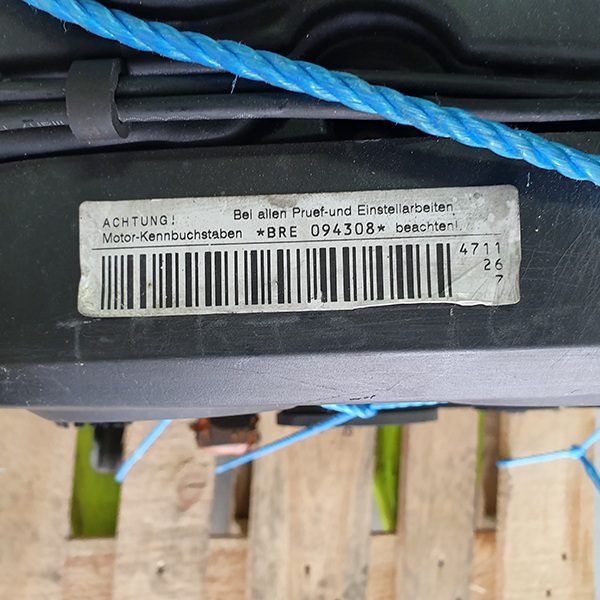 ACHTUNG! Bei allen Pruef-und Einstellarbeiten
Motor-Kennbuchstaben *BRE 094308* beachten!
4711
26
7